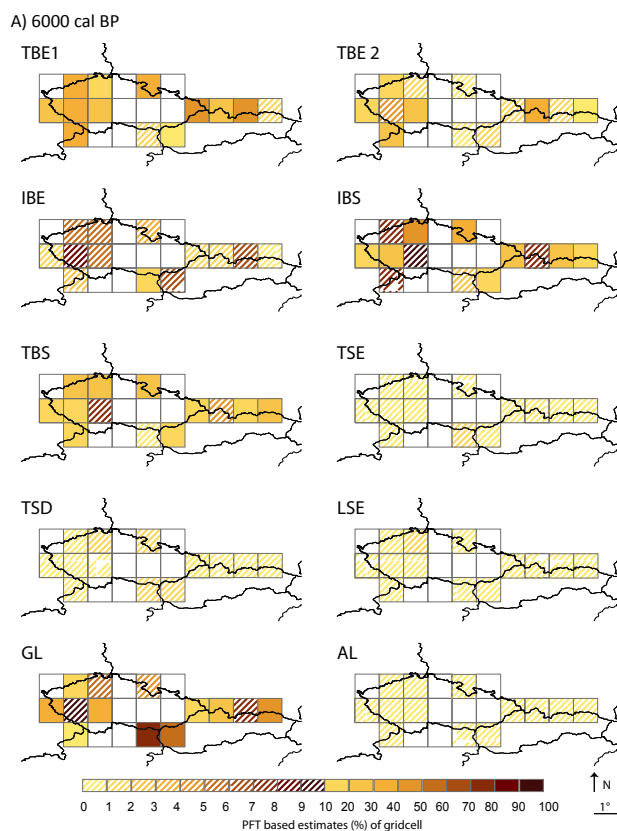 A) 6000 cal BP
TBE1 TBE 2
IBE IBS
TBS TSE
TSD LSE
GL AL
0 1 2 3 4 5 6 7 8 9 10 20 30 40 50 60 70 80 90 100
PFT based estimates (%) of gridcell
N
1°